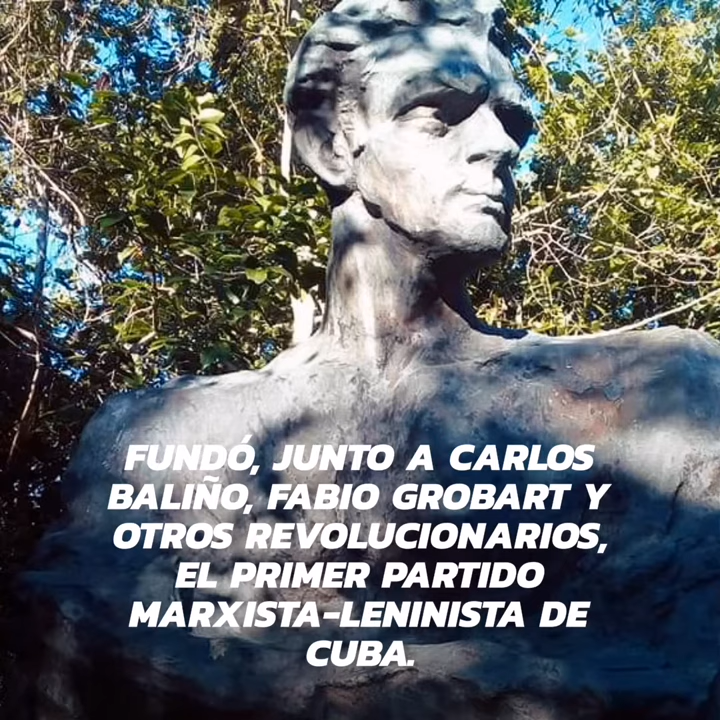 FUNDÓ, JUNTO A CARLOS
BALIÑO, FABIO GROBART Y
OTROS REVOLUCIONARIOS,
EL PRIMER PARTIDO
MARXISTA-LENINISTA DE
CUBA.